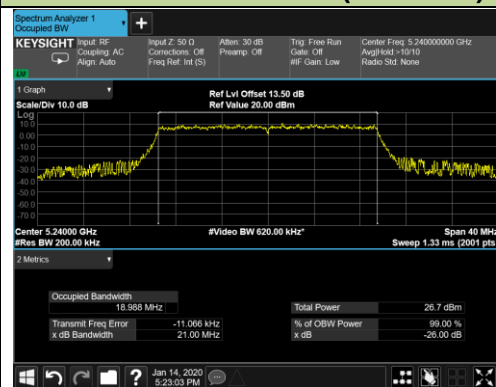 Spectrum Analyzer 1
Occupied BW
+
KEYSIGHT Input: RF Input Z: 50 Ω Atten: 30 dB Trig: Free Run Center Freq: 5.240000000 GHz
Coupling: AC Corrections: Off Preamp: Off Gate: Off Avg|Hold:>10/10
Align: Auto Freq Ref: Int (S) #IF Gain: Low Radio Std: None
1 Graph
Ref Lvl Offset 13.50 dB
Scale/Div 10.0 dB Ref Value 20.00 dBm
Log
10.0
0.00
-10.0
-20.0
-30.0
-40.0
-50.0
-60.0
-70.0
Center 5.24000 GHz #Video BW 620.00 kHz* Span 40 MHz
#Res BW 200.00 kHz Sweep 1.33 ms (2001 pts
2 Metrics
Occupied Bandwidth
18.988 MHz Total Power 26.7 dBm
Transmit Freq Error -11.066 kHz % of OBW Power 99.00 %
x dB Bandwidth 21.00 MHz x dB -26.00 dB
? Jan 14, 2020
5:23:03 PM